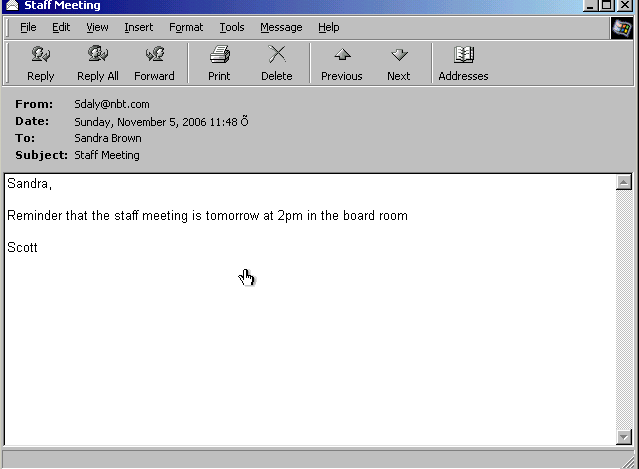 Staff Meeting
File Edit View Insert Format Tools Message Help
Reply Reply All Forward Print Delete Previous Next Addresses
From: Sdaly@nbt.com
Date: Sunday, November 5, 2006 11:48 Õ
To: Sandra Brown
Subject: Staff Meeting
Sandra,
Reminder that the staff meeting is tomorrow at 2pm in the board room
Scott